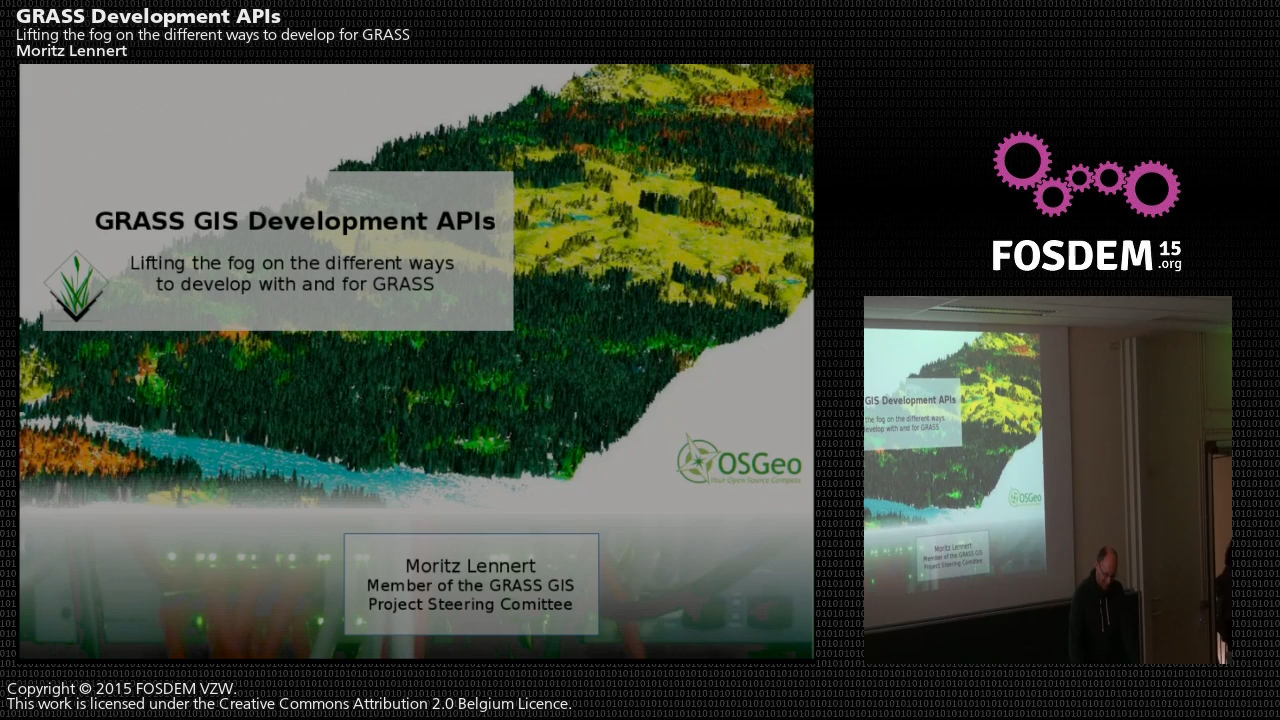 GRASS Development APIs
Lifting the fog on the different ways to develop for GRASS
Moritz Lennert
GRASS GIS Development APIs
Lifting the fog on the different ways
to develop with and for GRASS
OSGeo
Your Open Source Compass
Moritz Lennert
Member of the GRASS GIS
Project Steering Comittee
FOSDEM 15
.org
GIS Development APIs
the fog on the different ways
develop with and for GRASS
OSGeo
Moritz Lennert
Member of the GRASS GIS
Project Steering Comittee
Copyright © 2015 FOSDEM VZW.
This work is licensed under the Creative Commons Attribution 2.0 Belgium Licence.